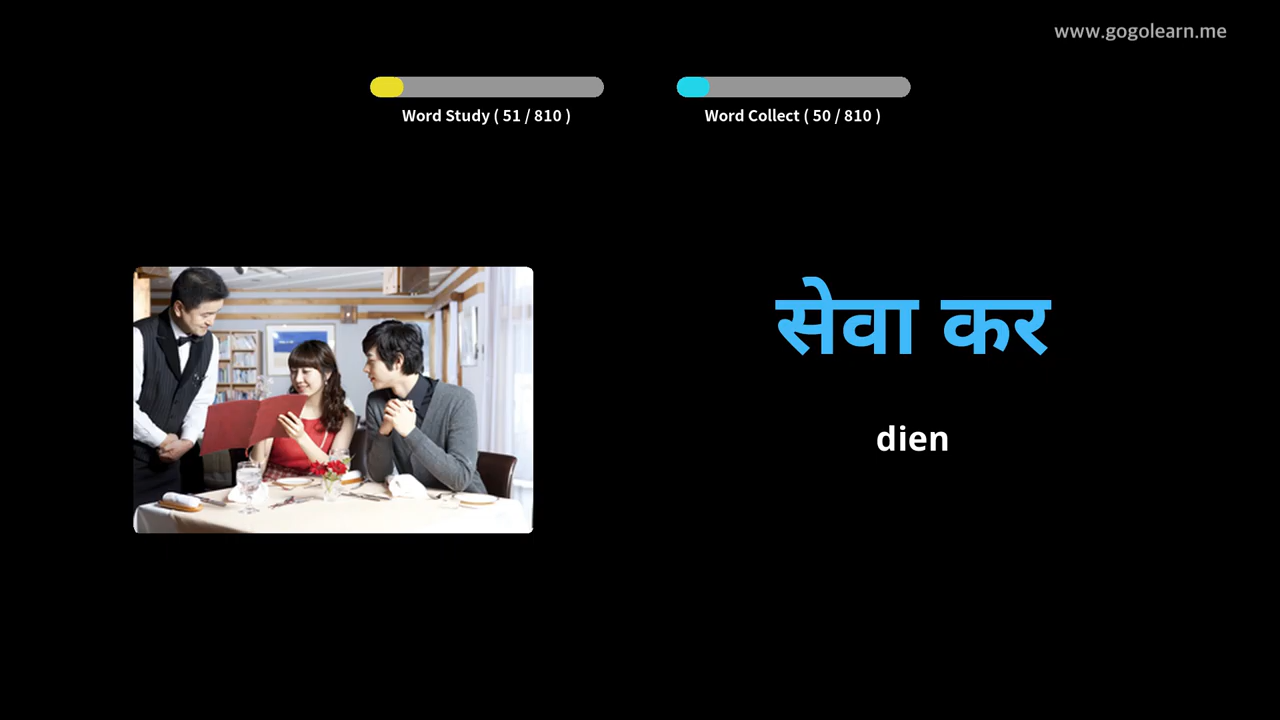 www.gogolearn.me
Word Study ( 51 / 810 )
Word Collect ( 50 / 810 )
सेवा कर
dien